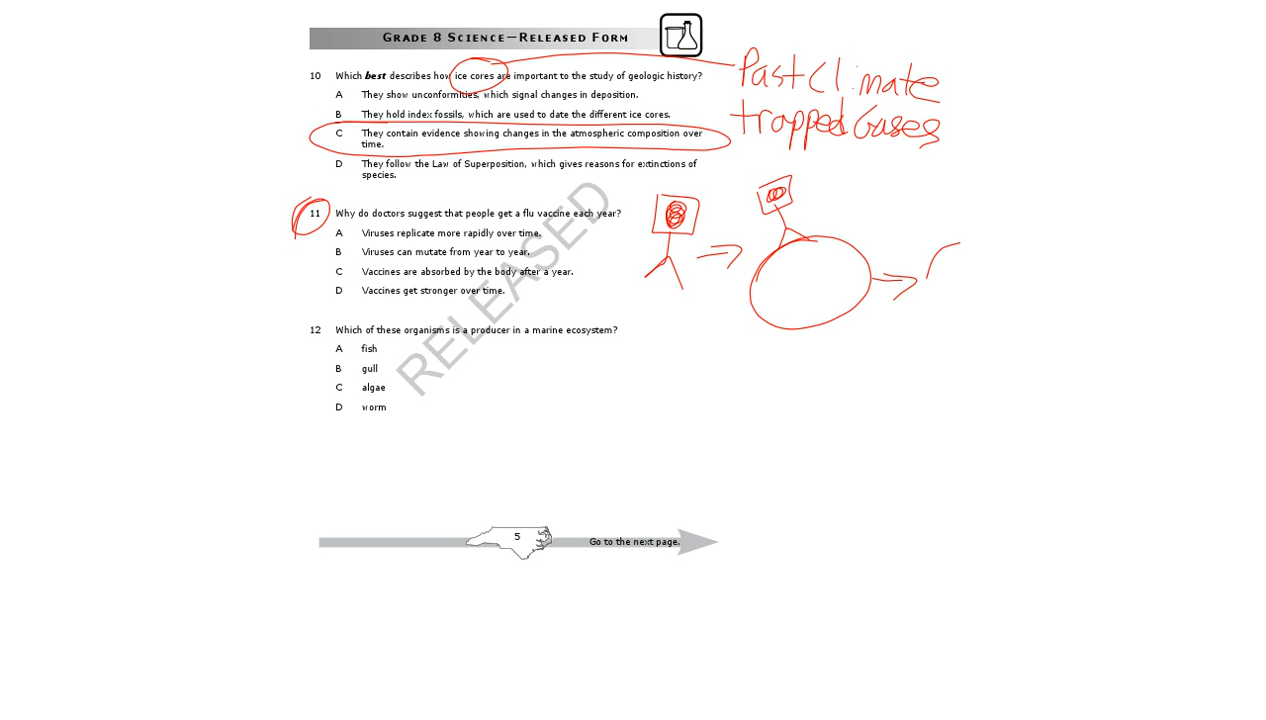 GRADE 8 SCIENCE—RELEASED FORM
10 Which best describes how ice cores are important to the study of geologic history?
A They show unconformities, which signal changes in deposition.
B They hold index fossils, which are used to date the different ice cores.
C They contain evidence showing changes in the atmospheric composition over
time.
D They follow the Law of Superposition, which gives reasons for extinctions of
species.
Past Climate
trapped Gases
11 Why do doctors suggest that people get a flu vaccine each year?
A Viruses replicate more rapidly over time.
B Viruses can mutate from year to year.
C Vaccines are absorbed by the body after a year.
D Vaccines get stronger over time.
RELEASED
12 Which of these organisms is a producer in a marine ecosystem?
A fish
B gull
C algae
D worm
5
Go to the next page.